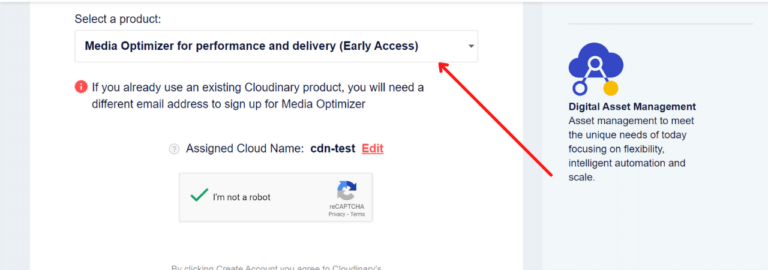 Select a product:
Media Optimizer for performance and delivery (Early Access)
If you already use an existing Cloudinary product, you will need a
different email address to sign up for Media Optimizer
? Assigned Cloud Name: cdn-test Edit
I'm not a robot
reCAPTCHA
Privacy - Terms
By clicking Create Account you agree to Cloudinary's
Digital Asset Management
Asset management to meet
the unique needs of today
focusing on flexibility,
intelligent automation and
scale.